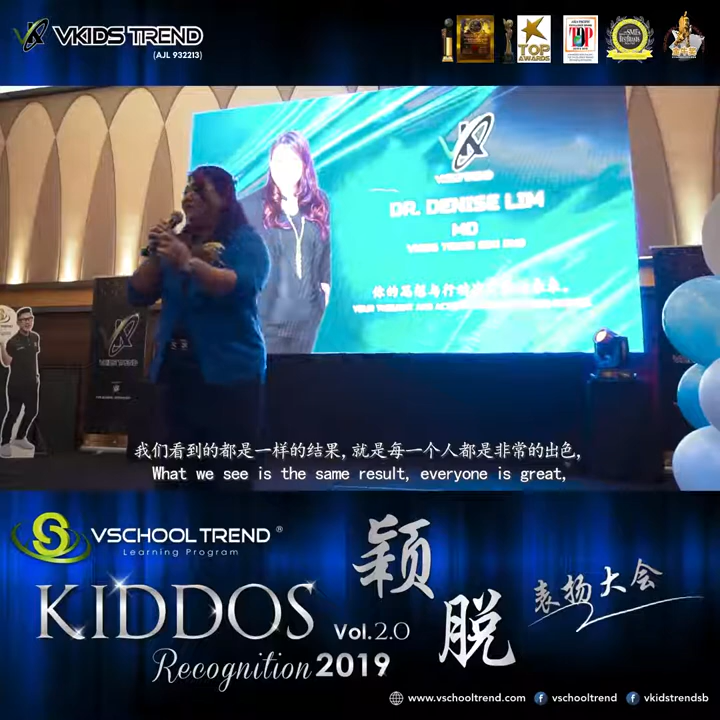 VKIDS TREND
(AJL 932213)
TOP
AWARDS
VKIDS TREND
DR. DENISE LIM
MD
VKIDS TREND
我们看到的都是一样的结果, 就是每一个人都是非常的出色,
What we see is the same result, everyone is great,
VSCHOOL TREND ®
Learning Program
KIDDOS Vol.2.0
Recognition 2019
颖脱
表扬大会
www.vschooltrend.com vschooltrend vkidstrendsb